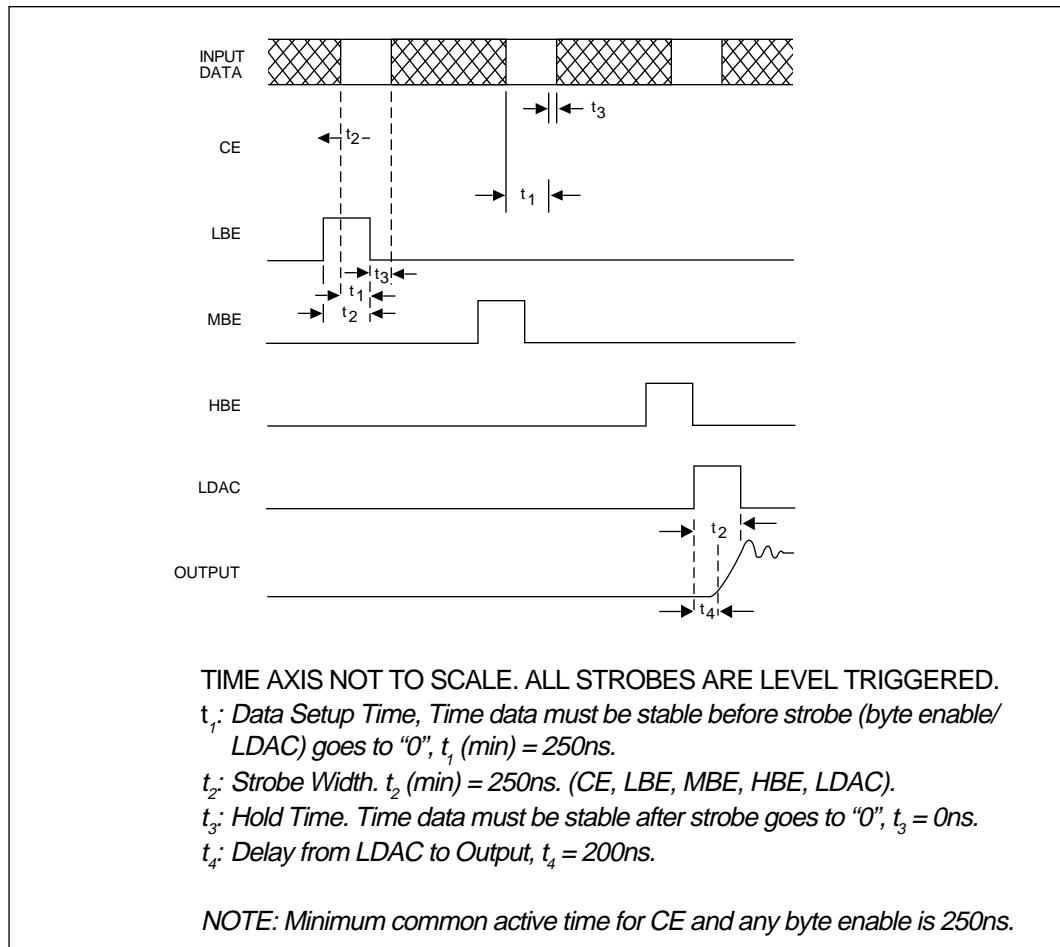 INPUT
DATA
t3
CE
t2
t1
LBE
t3
t1
t2
MBE
HBE
LDAC
t2
OUTPUT
t4
TIME AXIS NOT TO SCALE. ALL STROBES ARE LEVEL TRIGGERED.
t1: Data Setup Time, Time data must be stable before strobe (byte enable/
LDAC) goes to “0”, t1 (min) = 250ns.
t2: Strobe Width. t2 (min) = 250ns. (CE, LBE, MBE, HBE, LDAC).
t3: Hold Time. Time data must be stable after strobe goes to “0”, t3 = 0ns.
t4: Delay from LDAC to Output, t4 = 200ns.
NOTE: Minimum common active time for CE and any byte enable is 250ns.